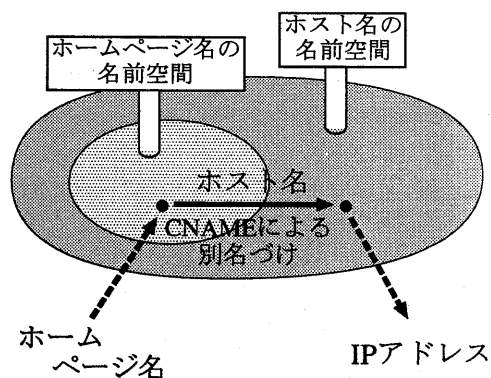 ホームページ名の
名前空間
ホスト名の
名前空間
ホスト名
CNAMEによる
別名づけ
ホーム
ページ名
IPアドレス